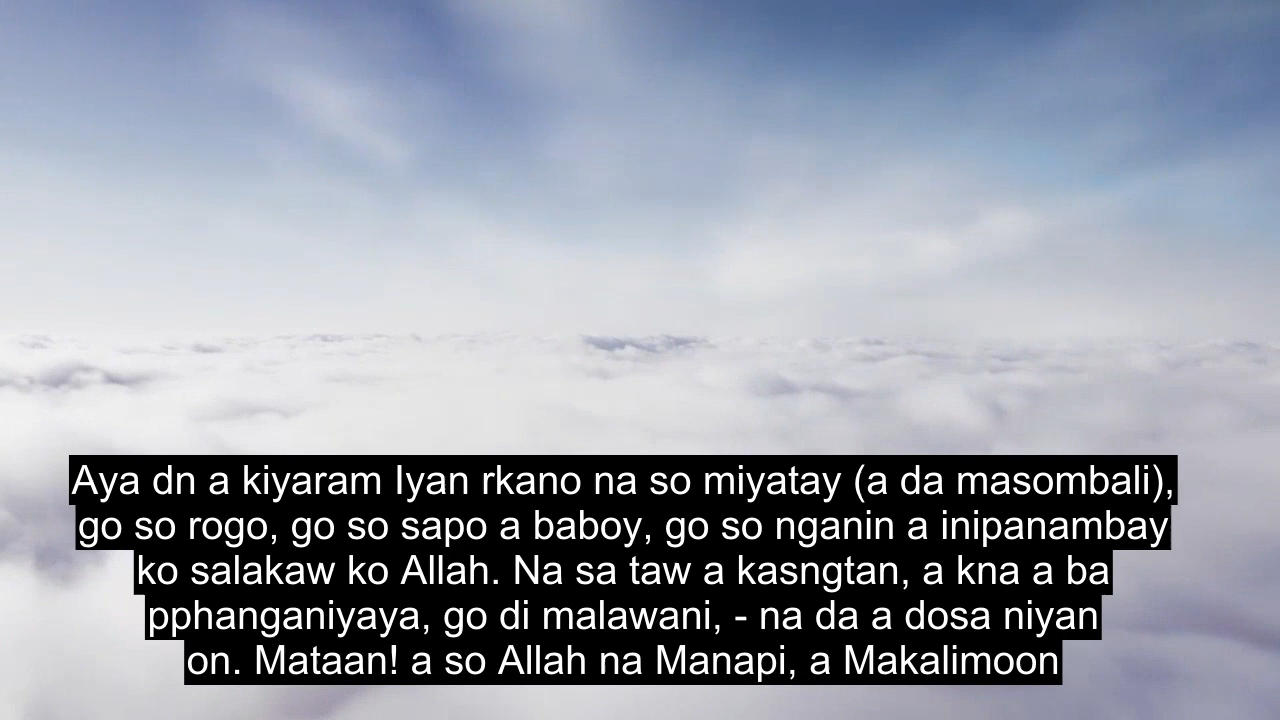 Aya dn a kiyaram Iyan rkano na so miyatay (a da masombali),
go so rogo, go so sapo a baboy, go so nganin a inipanambay
ko salakaw ko Allah. Na sa taw a kasngtan, a kna a ba
pphanganiyaya, go di malawani, - na da a dosa niyan
on. Mataan! a so Allah na Manapi, a Makalimoon